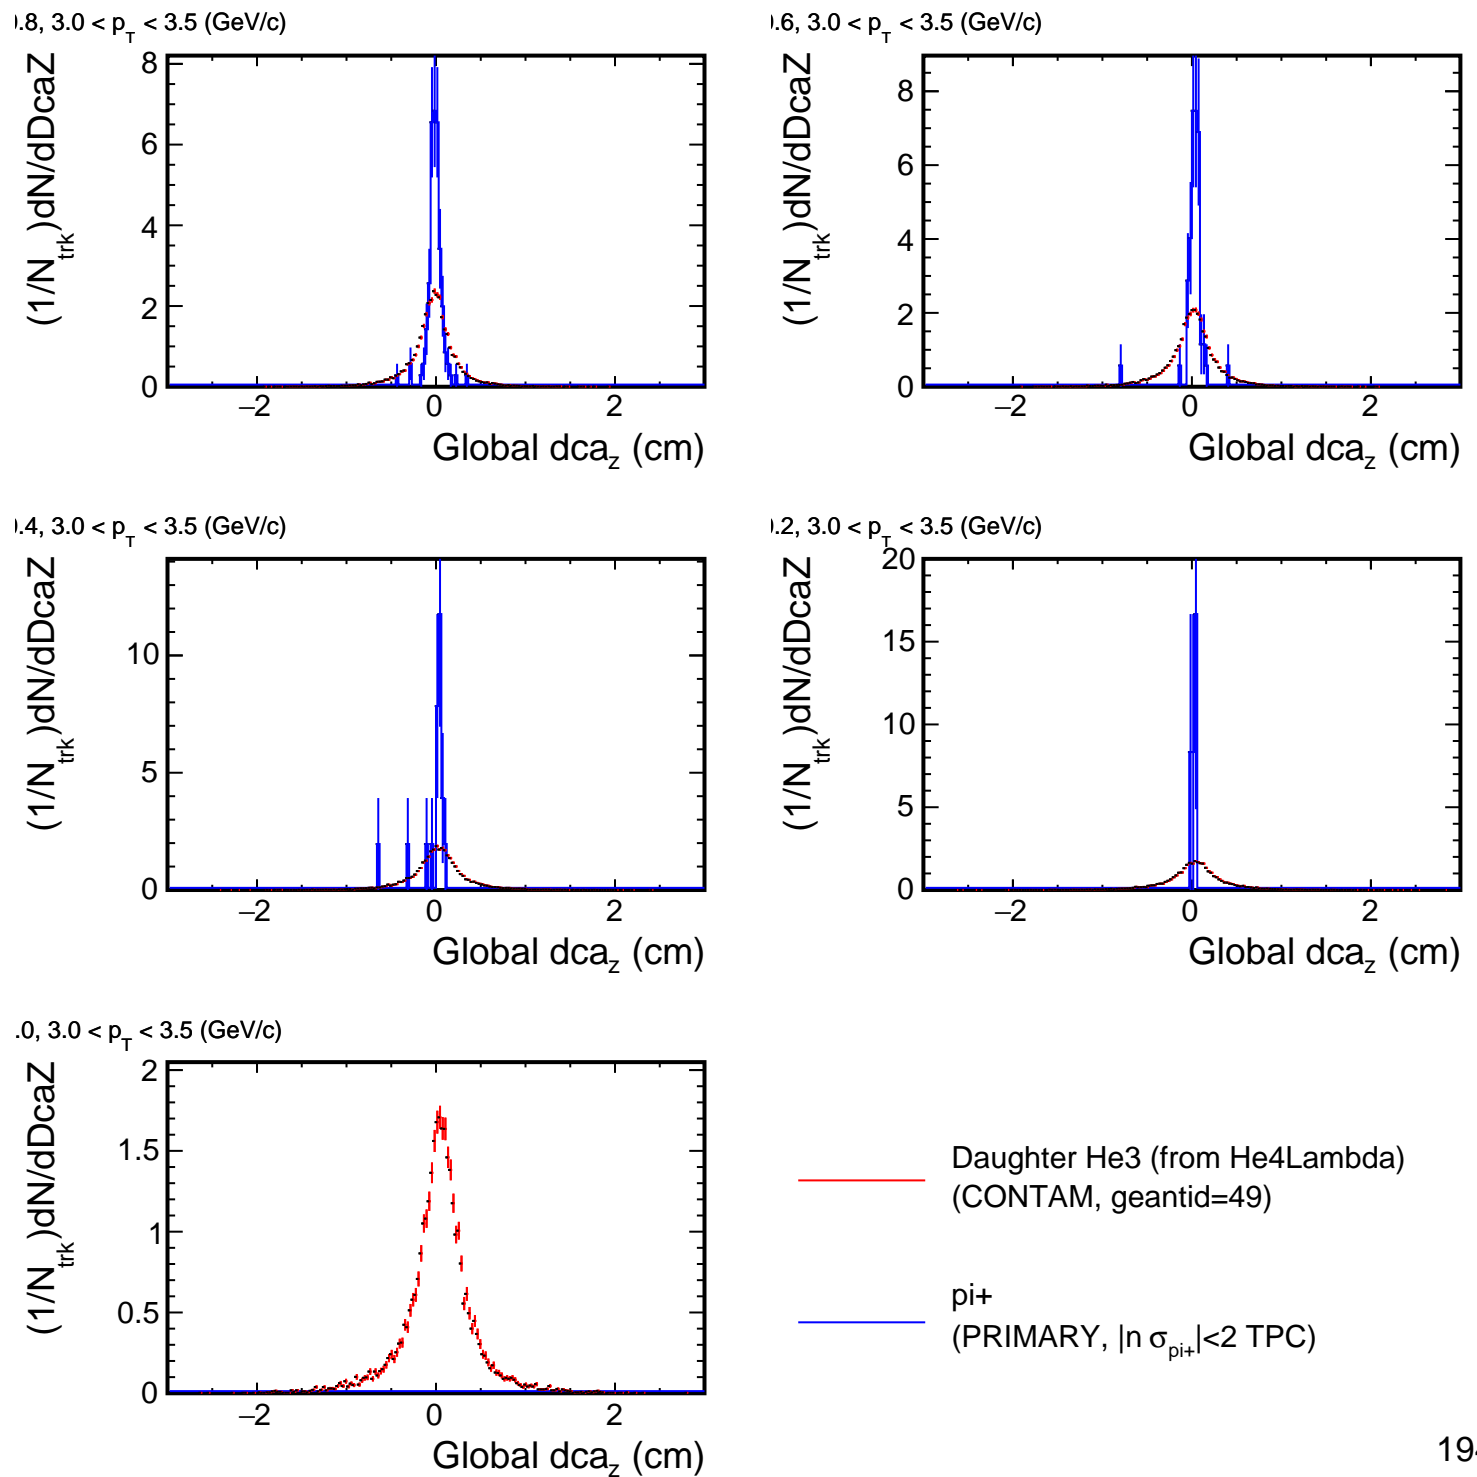 .8, 3.0 < p_T < 3.5 (GeV/c)
(1/N_trk)dN/dDcaZ
8
6
4
2
0
−2 0 2
Global dca_z (cm)
.6, 3.0 < p_T < 3.5 (GeV/c)
(1/N_trk)dN/dDcaZ
8
6
4
2
0
−2 0 2
Global dca_z (cm)
.4, 3.0 < p_T < 3.5 (GeV/c)
(1/N_trk)dN/dDcaZ
10
5
0
−2 0 2
Global dca_z (cm)
.2, 3.0 < p_T < 3.5 (GeV/c)
(1/N_trk)dN/dDcaZ
20
15
10
5
0
−2 0 2
Global dca_z (cm)
.0, 3.0 < p_T < 3.5 (GeV/c)
(1/N_trk)dN/dDcaZ
2
1.5
1
0.5
0
−2 0 2
Global dca_z (cm)
Daughter He3 (from He4Lambda)
(CONTAM, geantid=49)
pi+
(PRIMARY, |n σ_pi+|<2 TPC)
19